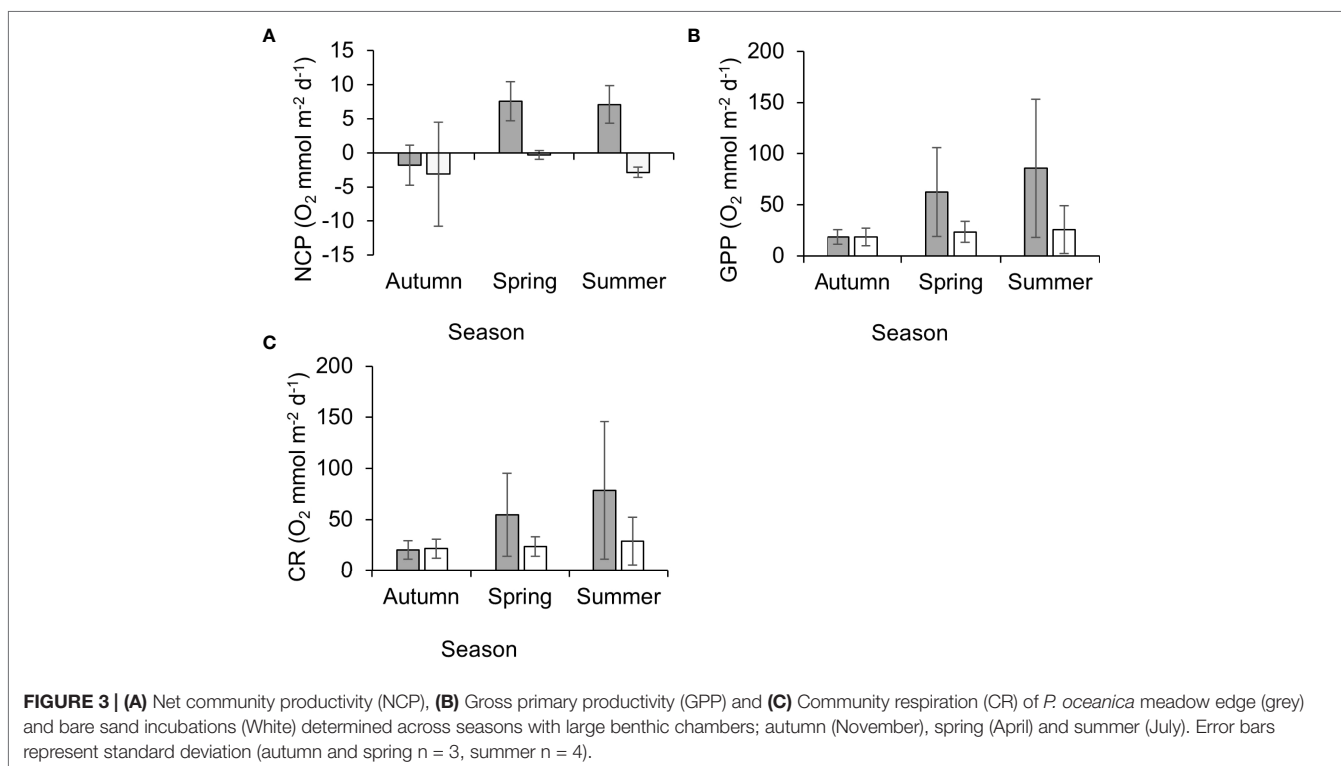 A
15
10
5
0
-5
-10
-15
NCP (O2 mmol m-2 d-1)
Autumn Spring Summer
Season
B
200
150
100
50
0
GPP (O2 mmol m-2 d-1)
Autumn Spring Summer
Season
C
200
150
100
50
0
CR (O2 mmol m-2 d-1)
Autumn Spring Summer
Season
FIGURE 3 | (A) Net community productivity (NCP), (B) Gross primary productivity (GPP) and (C) Community respiration (CR) of P. oceanica meadow edge (grey)
and bare sand incubations (White) determined across seasons with large benthic chambers; autumn (November), spring (April) and summer (July). Error bars
represent standard deviation (autumn and spring n = 3, summer n = 4).